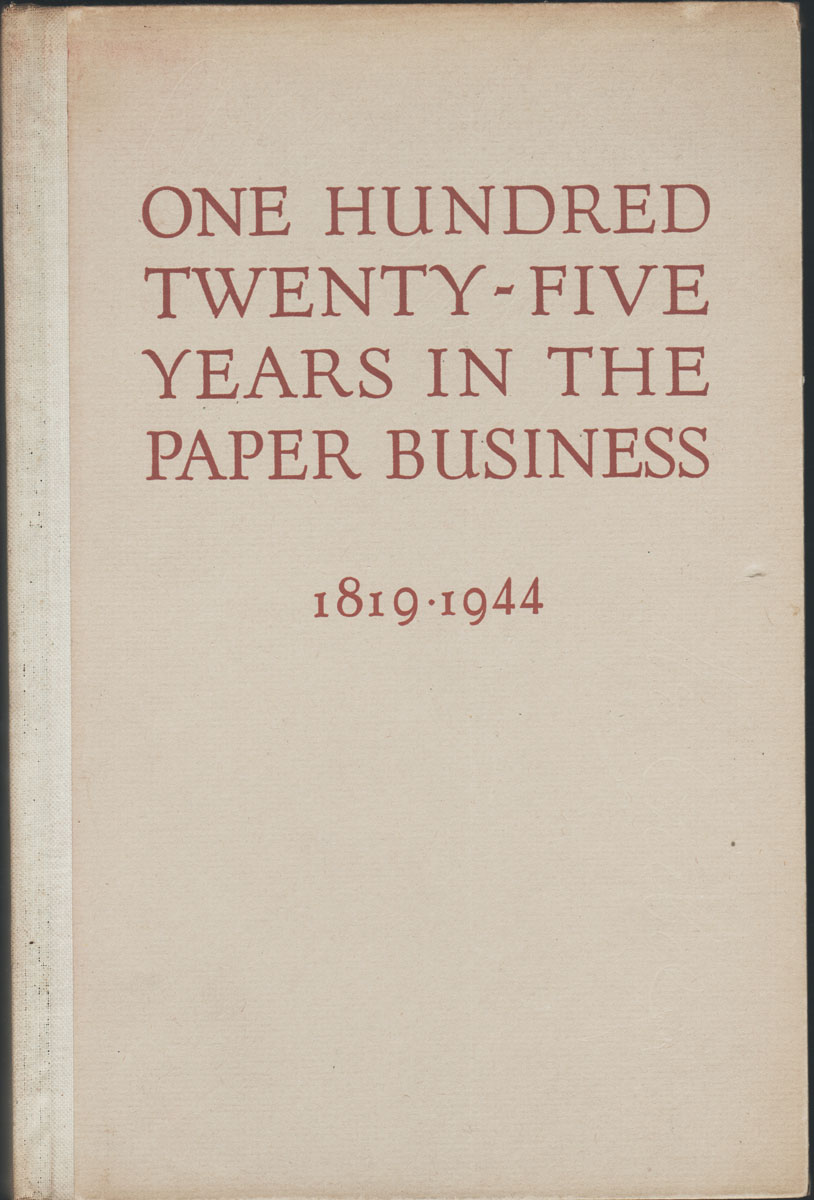 ONE HUNDRED
TWENTY-FIVE
YEARS IN THE
PAPER BUSINESS
1819·1944